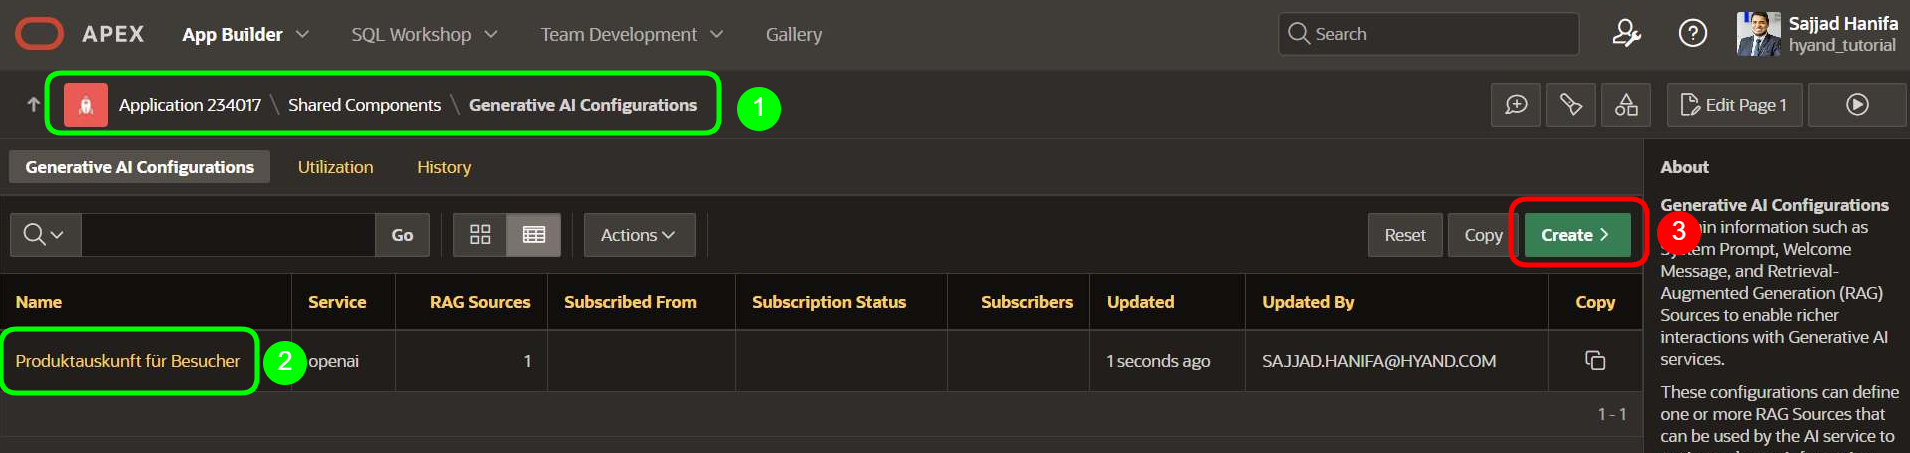 APEX App Builder SQL Workshop Team Development Gallery Search Sajjad Hanifa
hyand_tutorial
Application 234017 \ Shared Components \ Generative AI Configurations 1 Edit Page 1
Generative AI Configurations Utilization History
Go Actions Reset Copy Create 3
Name Service RAG Sources Subscribed From Subscription Status Subscribers Updated Updated By Copy
Produktauskunft für Besucher 2 openai 1 1 seconds ago SAJJAD.HANIFA@HYAND.COM
1 - 1
About
Generative AI Configurations
information such as
Prompt, Welcome
Message, and Retrieval-
Augmented Generation (RAG)
Sources to enable richer
interactions with Generative AI
services.
These configurations can define
one or more RAG Sources that
can be used by the AI service to